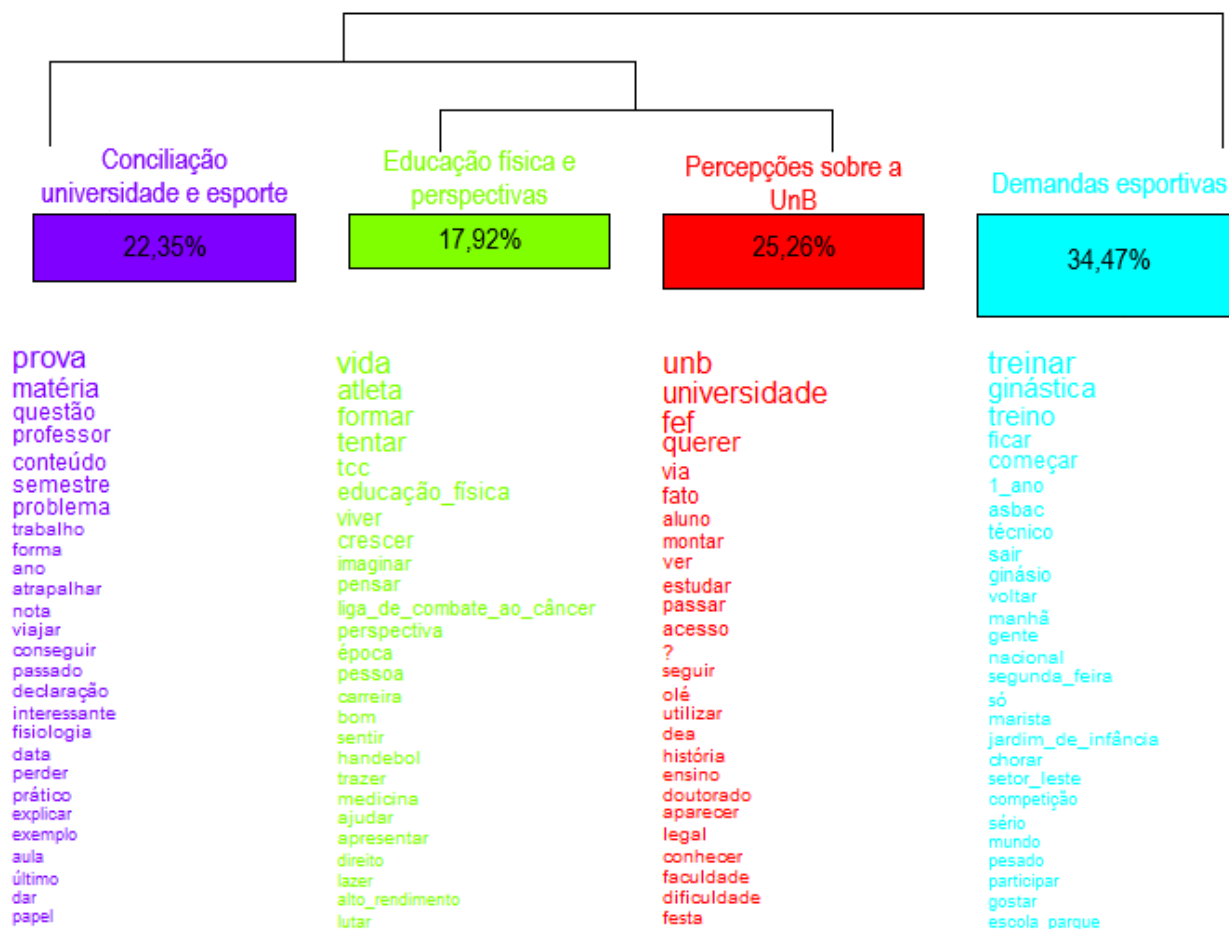 Conciliação
universidade e esporte
22,35%
prova
matéria
questão
professor
conteúdo
semestre
problema
trabalho
forma
ano
atrapalhar
nota
viajar
conseguir
passado
declaração
interessante
fisiologia
data
perder
prático
explicar
exemplo
aula
último
dar
papel
Educação física e
perspectivas
17,92%
vida
atleta
formar
tentar
tcc
educação_física
viver
crescer
imaginar
pensar
liga_de_combate_ao_câncer
perspectiva
época
pessoa
carreira
bom
sentir
handebol
trazer
medicina
ajudar
apresentar
direito
lazer
alto_rendimento
lutar
Percepções sobre a
UnB
25,26%
unb
universidade
fef
querer
via
fato
aluno
montar
ver
estudar
passar
acesso
?
seguir
olé
utilizar
dea
história
ensino
doutorado
aparecer
legal
conhecer
faculdade
dificuldade
festa
Demandas esportivas
34,47%
treinar
ginástica
treino
ficar
começar
1_ano
asbac
técnico
sair
ginásio
voltar
manhã
gente
nacional
segunda_feira
só
marista
jardim_de_infância
chorar
setor_leste
competição
sério
mundo
pesado
participar
gostar
escola_parque